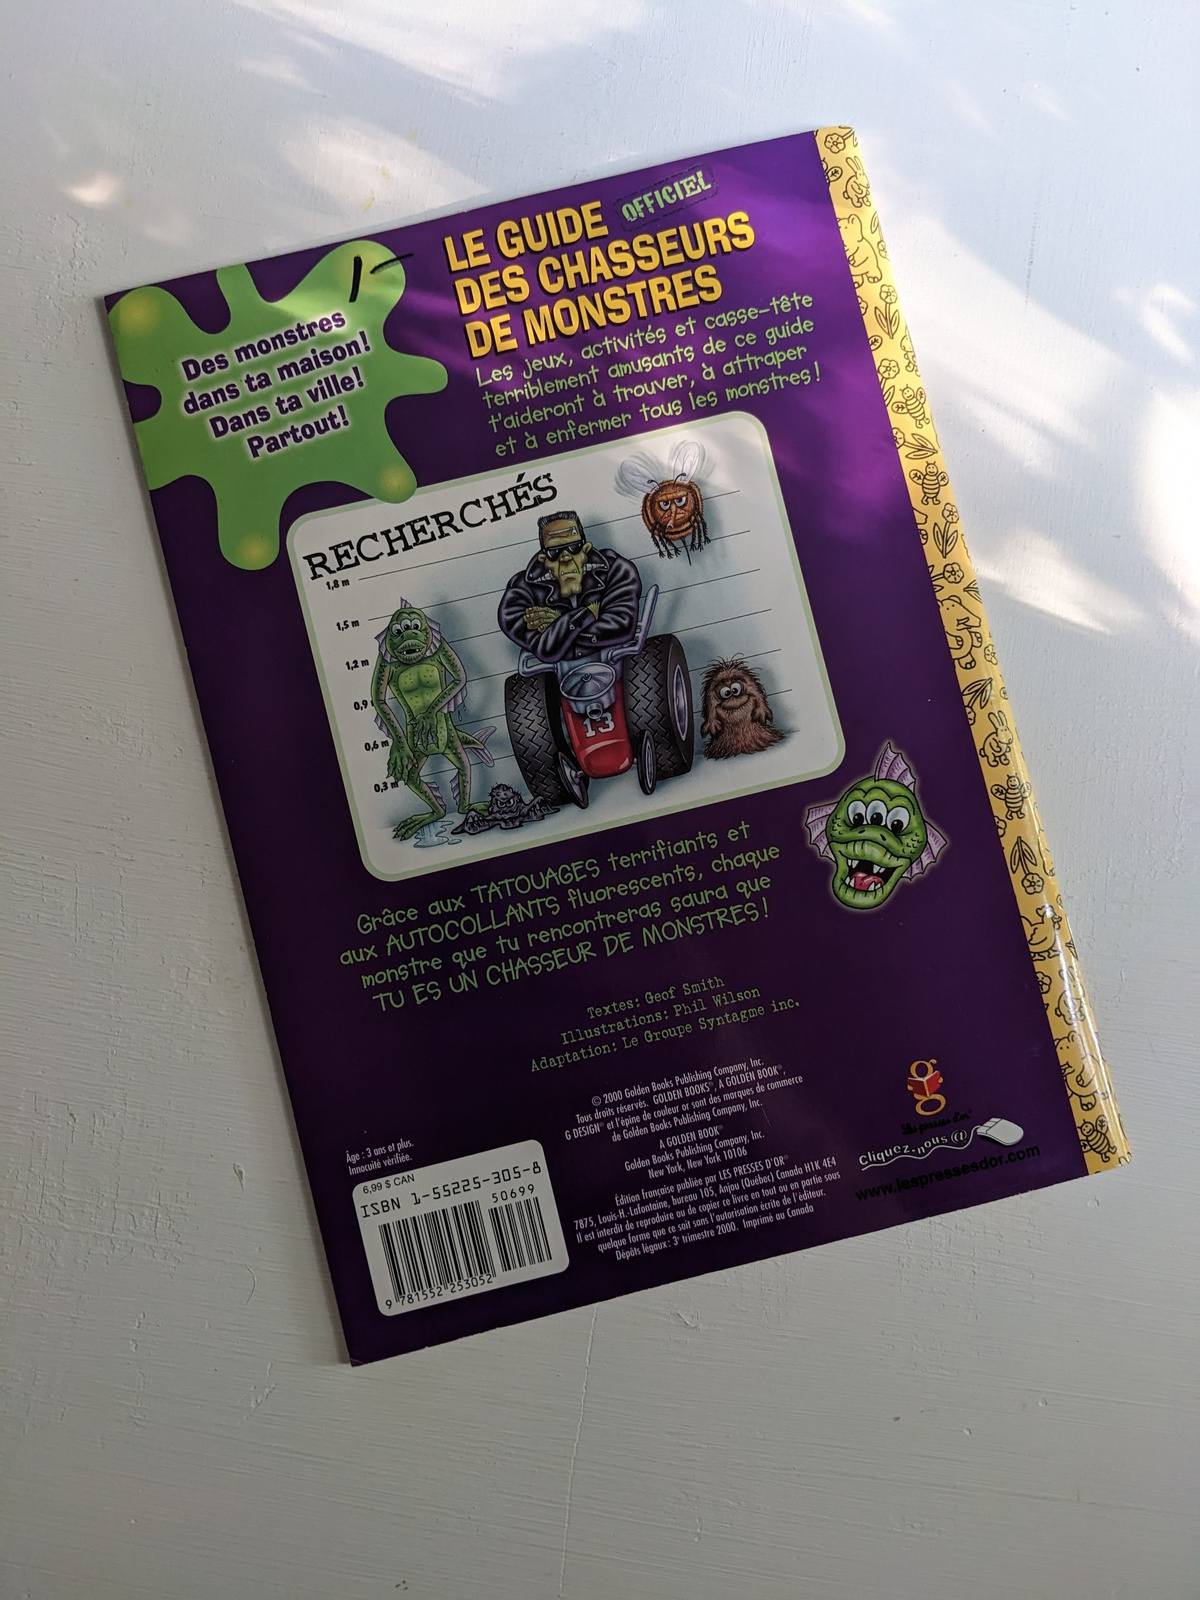 LE GUIDE OFFICIEL
DES CHASSEURS
DE MONSTRES
Des monstres
dans ta maison!
Dans ta ville!
Partout!
Les jeux, activités et casse-tête
terriblement amusants de ce guide
t'aideront à trouver, à attraper
et à enfermer tous les monstres!
RECHERCHÉS
1,8 m
1,5 m
1,2 m
0,9
0,6 m
0,3 m
13
Grâce aux TATOUAGES terrifiants et
aux AUTOCOLLANTS fluorescents, chaque
monstre que tu rencontreras saura que
TU ES UN CHASSEUR DE MONSTRES!
Textes: Geof Smith
Illustrations: Phil Wilson
Adaptation: Le Groupe Syntagme inc.
© 2000 Golden Books Publishing Company, Inc.
Tous droits réservés. GOLDEN BOOKS®, A GOLDEN BOOK®,
G DESIGN® et l'épine de couleur or sont des marques de commerce
de Golden Books Publishing Company, Inc.
A GOLDEN BOOK®
Golden Books Publishing Company, Inc.
New York, New York 10106
Édition française publiée par LES PRESSES D'OR®
7875, Louis-H.-Lafontaine, bureau 105, Anjou (Québec) Canada H1K 4E4
Il est interdit de reproduire ou de copier ce livre en tout ou en partie sous
quelque forme que ce soit sans l'autorisation écrite de l'éditeur.
Dépôts légaux: 3e trimestre 2000. Imprimé au Canada
Âge : 3 ans et plus.
Innocuité vérifiée.
6,99 $ CAN
ISBN 1-55225-305-8
50699
9 781552 253052
g
Les presses d'or
Cliquez-nous @
www.lespressesdor.com